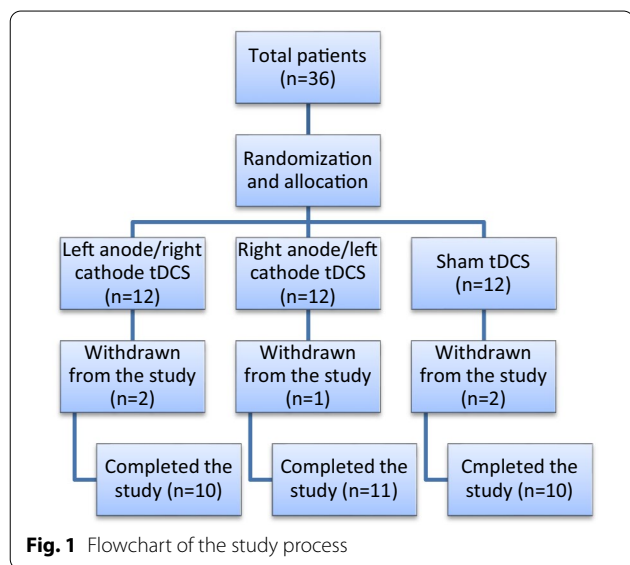 Total patients
(n=36)
Randomization
and allocation
Left anode/right
cathode tDCS
(n=12)
Right anode/left
cathode tDCS
(n=12)
Sham tDCS
(n=12)
Withdrawn
from the study
(n=2)
Withdrawn
from the study
(n=1)
Withdrawn
from the study
(n=2)
Completed the
study (n=10)
Completed the
study (n=11)
Cmpleted the
study (n=10)
Fig. 1 Flowchart of the study process